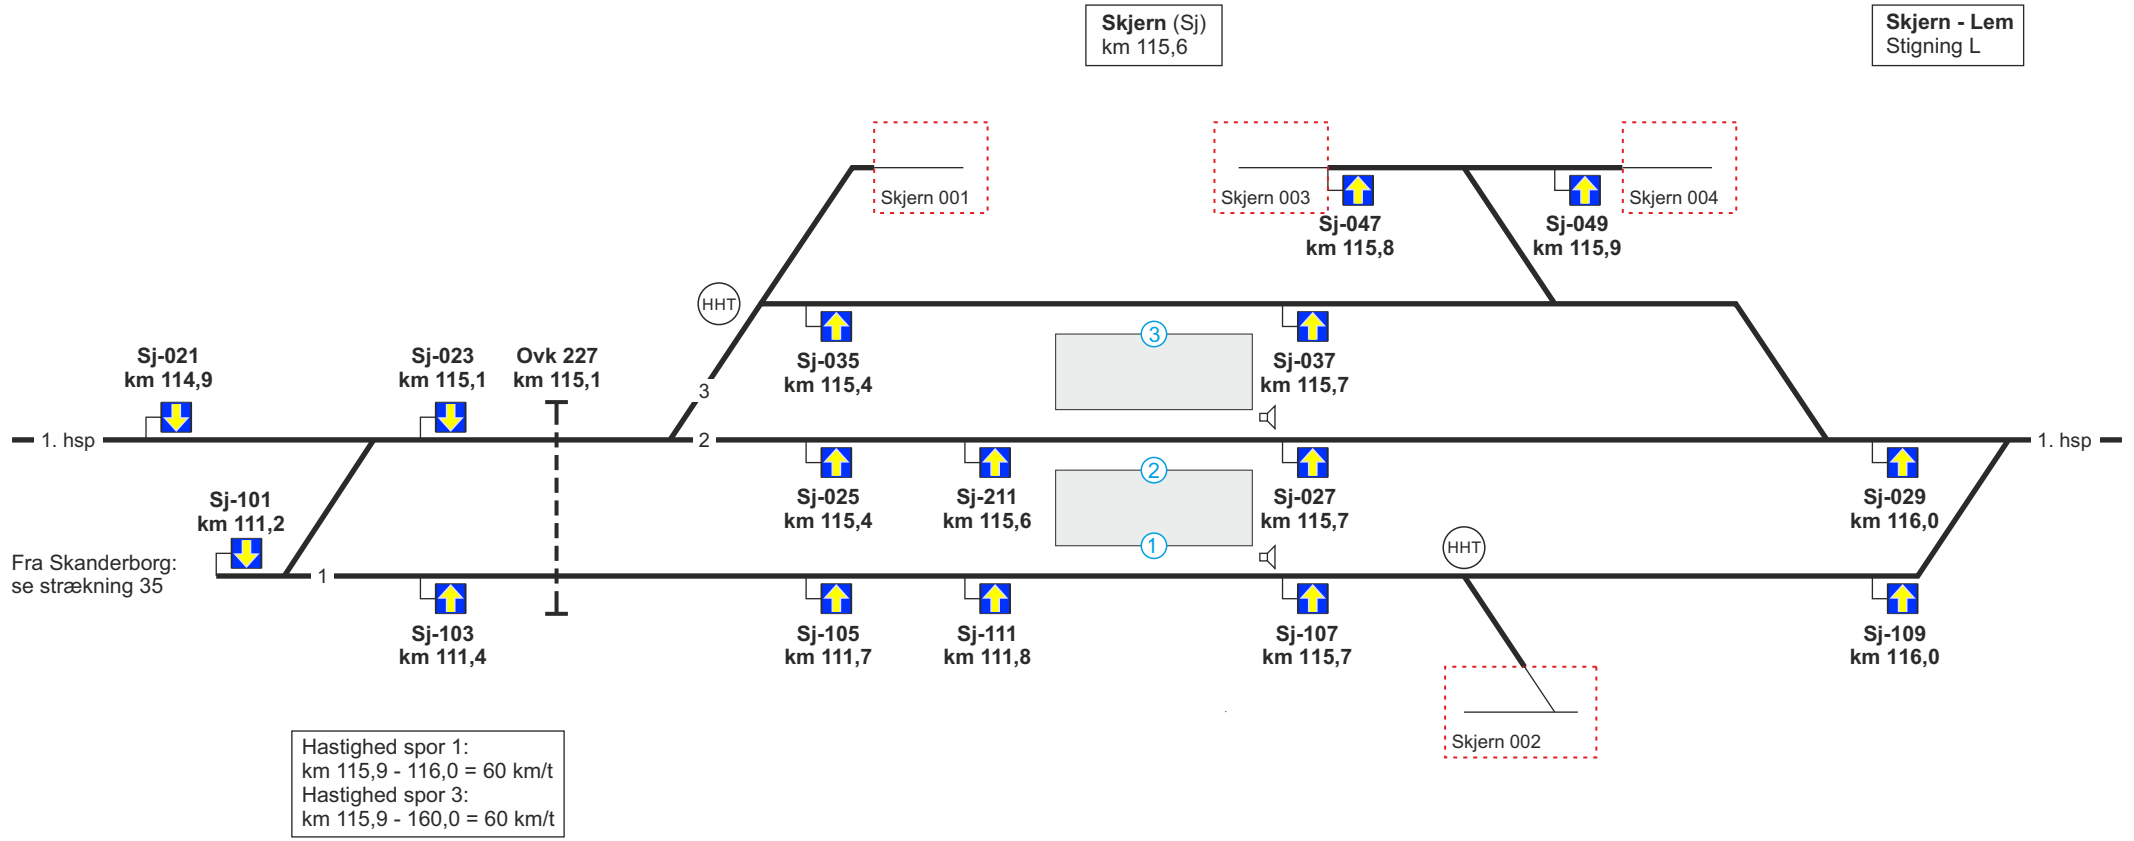 Skjern (Sj)
km 115,6
Skjern - Lem
Stigning L
Skjern 001
Skjern 003
Skjern 004
Sj-047
km 115,8
Sj-049
km 115,9
HHT
3
Sj-021
km 114,9
Sj-023
km 115,1
Ovk 227
km 115,1
Sj-035
km 115,4
Sj-037
km 115,7
3
1. hsp
2
1. hsp
2
Sj-101
km 111,2
Sj-025
km 115,4
Sj-211
km 115,6
Sj-027
km 115,7
Sj-029
km 116,0
1
HHT
Fra Skanderborg:
se strækning 35
1
Sj-103
km 111,4
Sj-105
km 111,7
Sj-111
km 111,8
Sj-107
km 115,7
Sj-109
km 116,0
Skjern 002
Hastighed spor 1:
km 115,9 - 116,0 = 60 km/t
Hastighed spor 3:
km 115,9 - 160,0 = 60 km/t